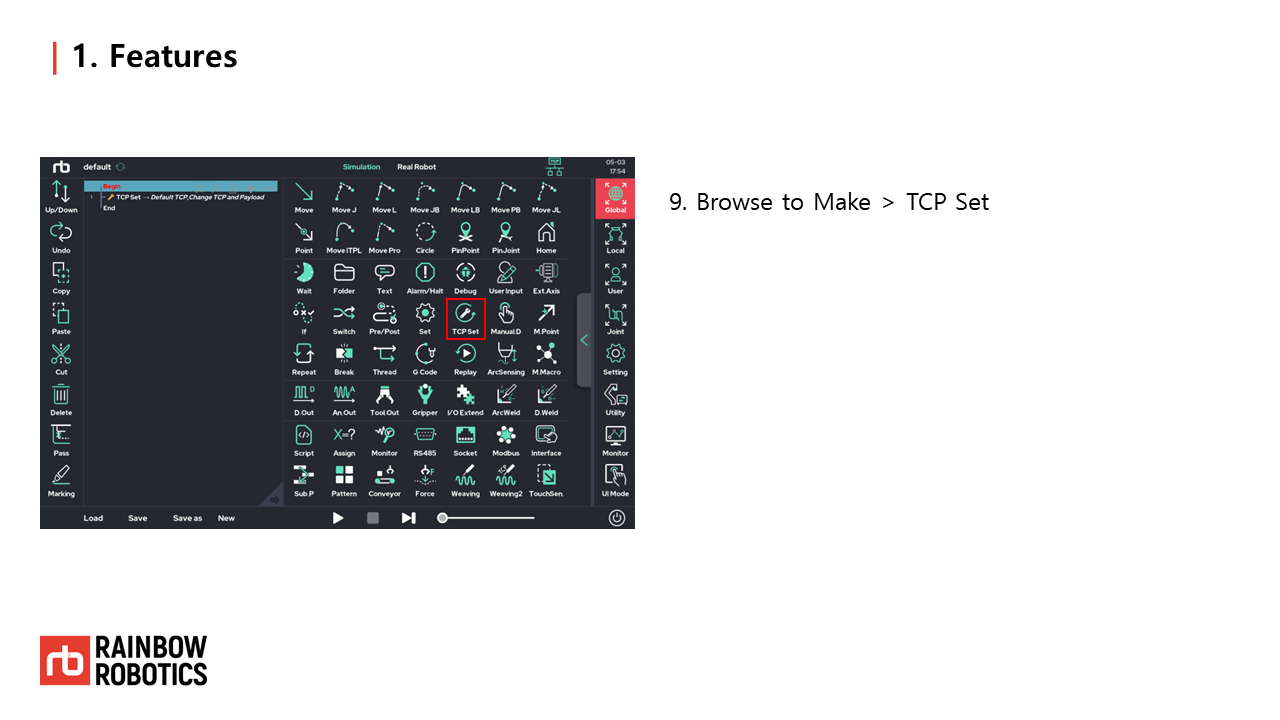 1. Features
default
Simulation
Real Robot
TCP
05-03
17:54
Begin
1 TCP Set → Default TCP,Change TCP and Payload
End
Up/Down
Undo
Copy
Paste
Cut
Delete
Pass
Marking
Move Move J Move L Move JB Move LB Move PB Move JL
Point Move ITPL Move Pro Circle PinPoint PinJoint Home
Wait Folder Text Alarm/Halt Debug User Input Ext.Axis
If Switch Pre/Post Set TCP Set Manual.D M.Point
Repeat Break Thread G Code Replay ArcSensing M.Macro
D.Out An.Out Tool.Out Gripper I/O Extend ArcWeld D.Weld
Script Assign Monitor RS485 Socket Modbus Interface
Sub.P Pattern Conveyor Force Weaving Weaving2 TouchSen.
Global
Local
User
Joint
Setting
Utility
Monitor
UI Mode
Load Save Save as New
9. Browse to Make > TCP Set
RAINBOW
ROBOTICS